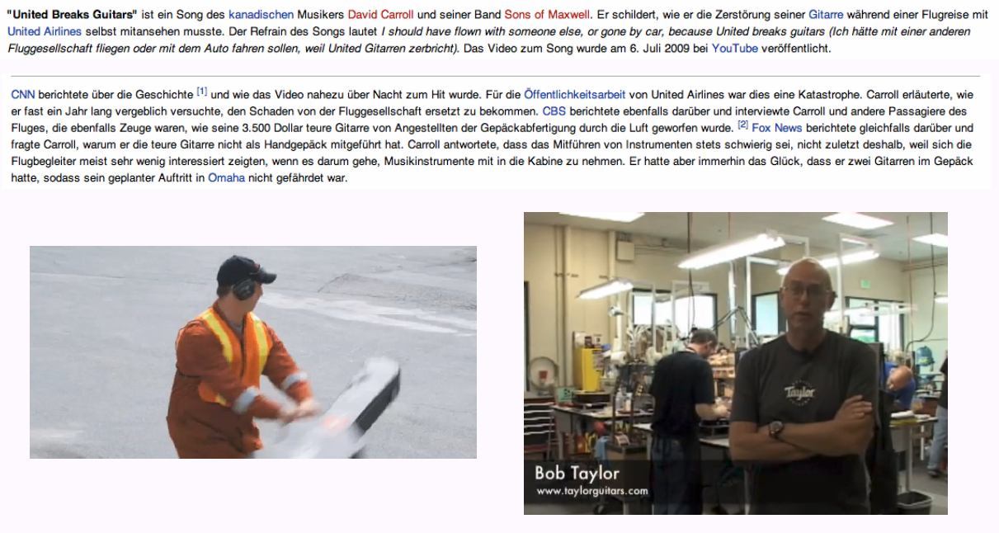 "United Breaks Guitars" ist ein Song des kanadischen Musikers David Carroll und seiner Band Sons of Maxwell. Er schildert, wie er die Zerstörung seiner Gitarre während einer Flugreise mit
United Airlines selbst mitansehen musste. Der Refrain des Songs lautet I should have flown with someone else, or gone by car, because United breaks guitars (Ich hätte mit einer anderen
Fluggesellschaft fliegen oder mit dem Auto fahren sollen, weil United Gitarren zerbricht). Das Video zum Song wurde am 6. Juli 2009 bei YouTube veröffentlicht.
CNN berichtete über die Geschichte [1] und wie das Video nahezu über Nacht zum Hit wurde. Für die Öffentlichkeitsarbeit von United Airlines war dies eine Katastrophe. Carroll erläuterte, wie
er fast ein Jahr lang vergeblich versuchte, den Schaden von der Fluggesellschaft ersetzt zu bekommen. CBS berichtete ebenfalls darüber und interviewte Carroll und andere Passagiere des
Fluges, die ebenfalls Zeuge waren, wie seine 3.500 Dollar teure Gitarre von Angestellten der Gepäckabfertigung durch die Luft geworfen wurde. [2] Fox News berichtete gleichfalls darüber und
fragte Carroll, warum er die teure Gitarre nicht als Handgepäck mitgeführt hat. Carroll antwortete, dass das Mitführen von Instrumenten stets schwierig sei, nicht zuletzt deshalb, weil sich die
Flugbegleiter meist sehr wenig interessiert zeigten, wenn es darum gehe, Musikinstrumente mit in die Kabine zu nehmen. Er hatte aber immerhin das Glück, dass er zwei Gitarren im Gepäck
hatte, sodass sein geplanter Auftritt in Omaha nicht gefährdet war.
Taylor
Bob Taylor
www.taylorguitars.com